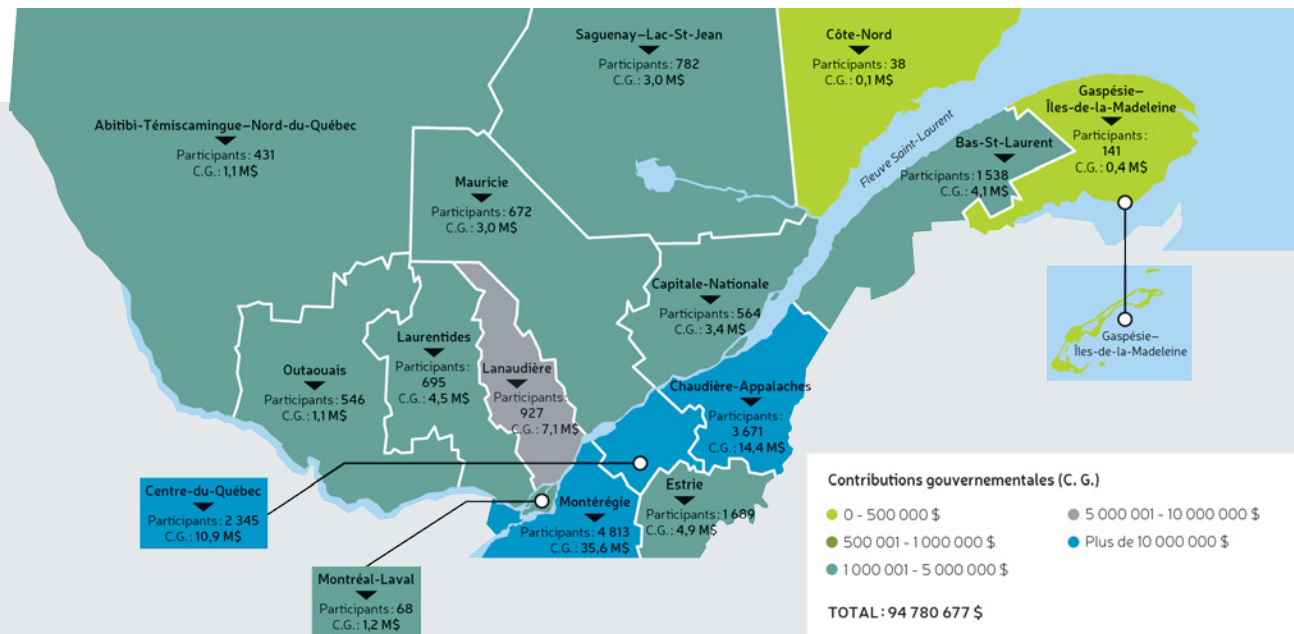 Saguenay–Lac-St-Jean
Participants : 782
C.G. : 3,0 M$
Côte-Nord
Participants : 38
C.G. : 0,1 M$
Gaspésie–
Îles-de-la-Madeleine
Participants :
141
C.G. : 0,4 M$
Abitibi-Témiscamingue–Nord-du-Québec
Participants : 431
C.G. : 1,1 M$
Fleuve Saint-Laurent
Bas-St-Laurent
Participants : 1 538
C.G. : 4,1 M$
Mauricie
Participants : 672
C.G. : 3,0 M$
Capitale-Nationale
Participants : 564
C.G. : 3,4 M$
Gaspésie–
Îles-de-la-Madeleine
Laurentides
Participants :
695
C.G. : 4,5 M$
Lanaudière
Participants :
927
C.G. : 7,1 M$
Outaouais
Participants : 546
C.G. : 1,1 M$
Chaudière-Appalaches
Participants :
3 671
C.G. : 14,4 M$
Centre-du-Québec
Participants : 2 345
C.G. : 10,9 M$
Montérégie
Participants : 4 813
C.G. : 35,6 M$
Estrie
Participants : 1 689
C.G. : 4,9 M$
Montréal-Laval
Participants : 68
C.G. : 1,2 M$
Contributions gouvernementales (C. G.)
0 - 500 000 $
500 001 - 1 000 000 $
1 000 001 - 5 000 000 $
5 000 001 - 10 000 000 $
Plus de 10 000 000 $
TOTAL : 94 780 677 $